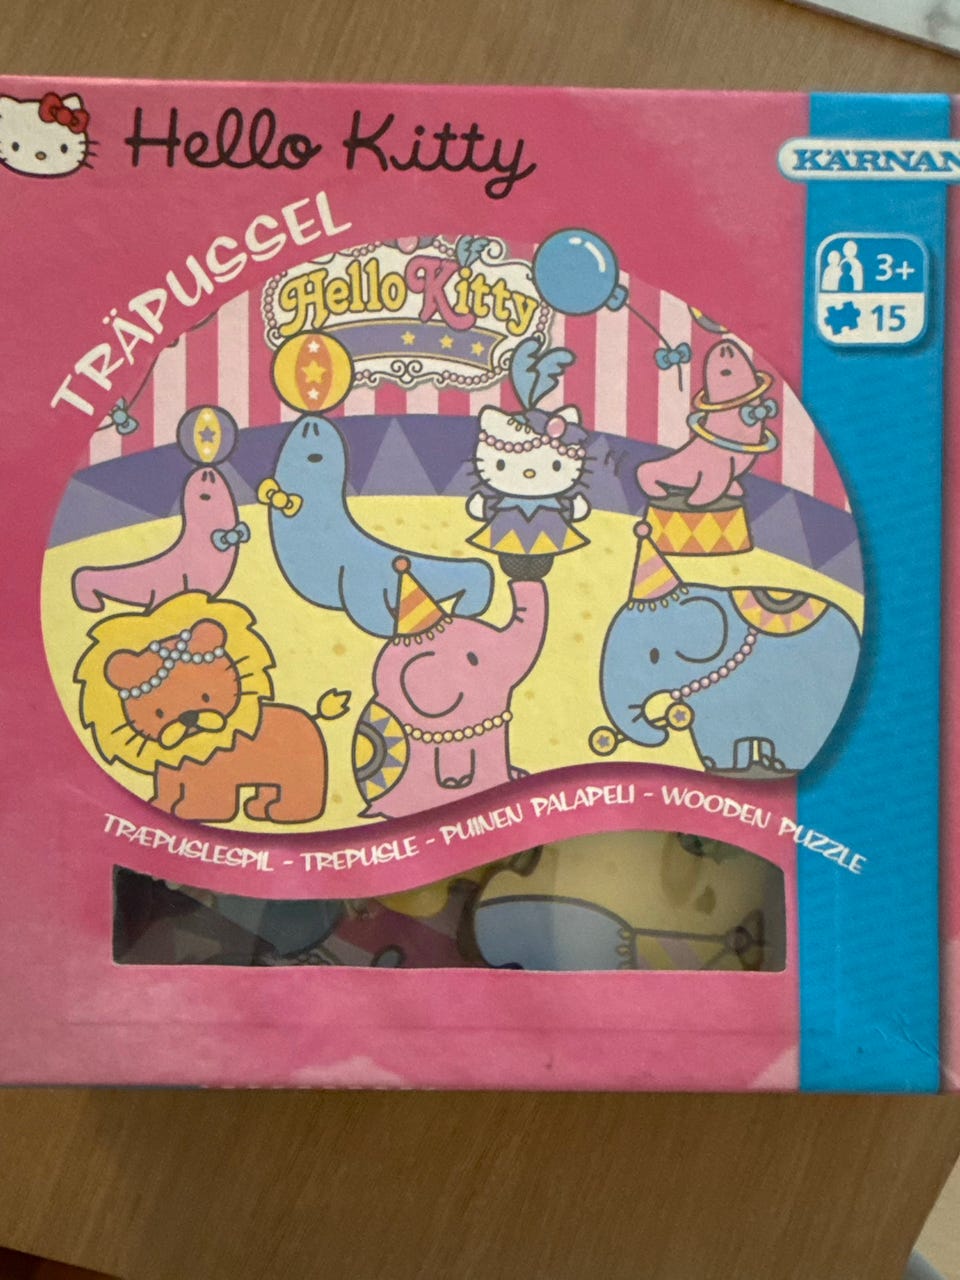 Hello Kitty
KÄRNAN
TRÄPUSSEL
Hello Kitty
3+
15
TRÆPUSLESPIL - TREPUSLE - PUINEN PALAPELI - WOODEN PUZZLE